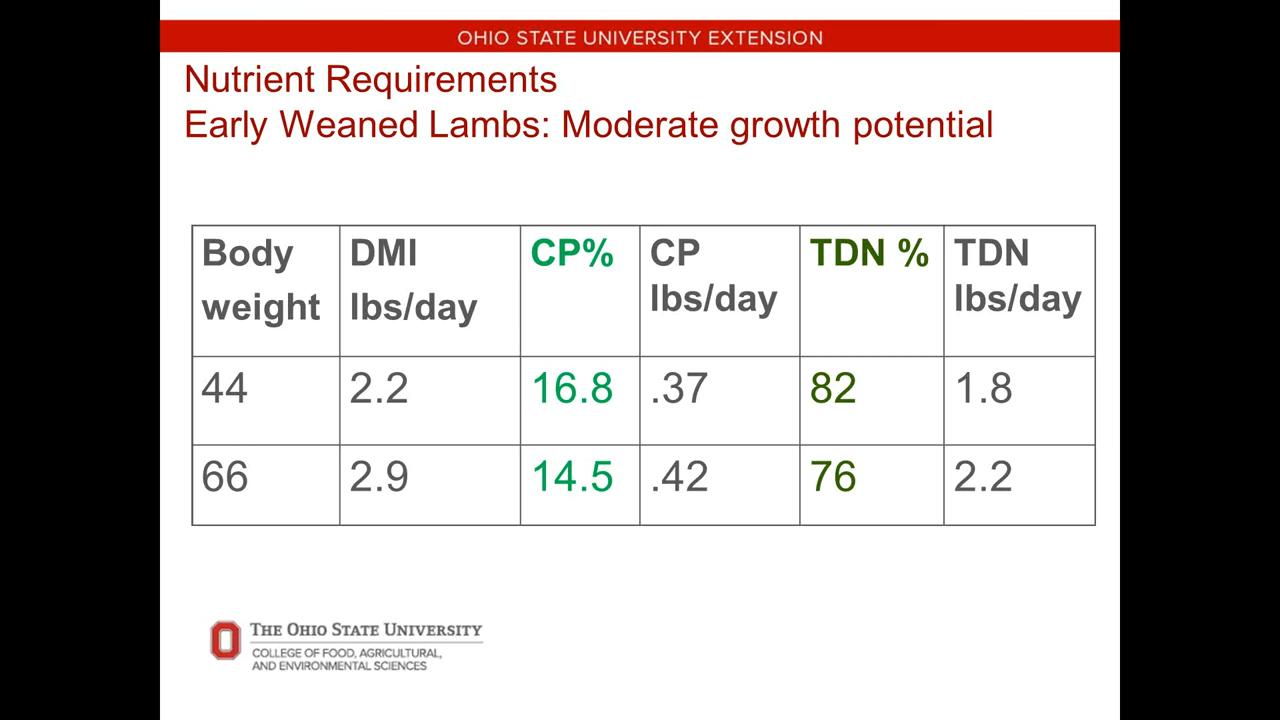 OHIO STATE UNIVERSITY EXTENSION
Nutrient Requirements
Early Weaned Lambs: Moderate growth potential
Body weight DMI lbs/day CP% CP lbs/day TDN % TDN lbs/day
44 2.2 16.8 .37 82 1.8
66 2.9 14.5 .42 76 2.2
THE OHIO STATE UNIVERSITY
COLLEGE OF FOOD, AGRICULTURAL,
AND ENVIRONMENTAL SCIENCES